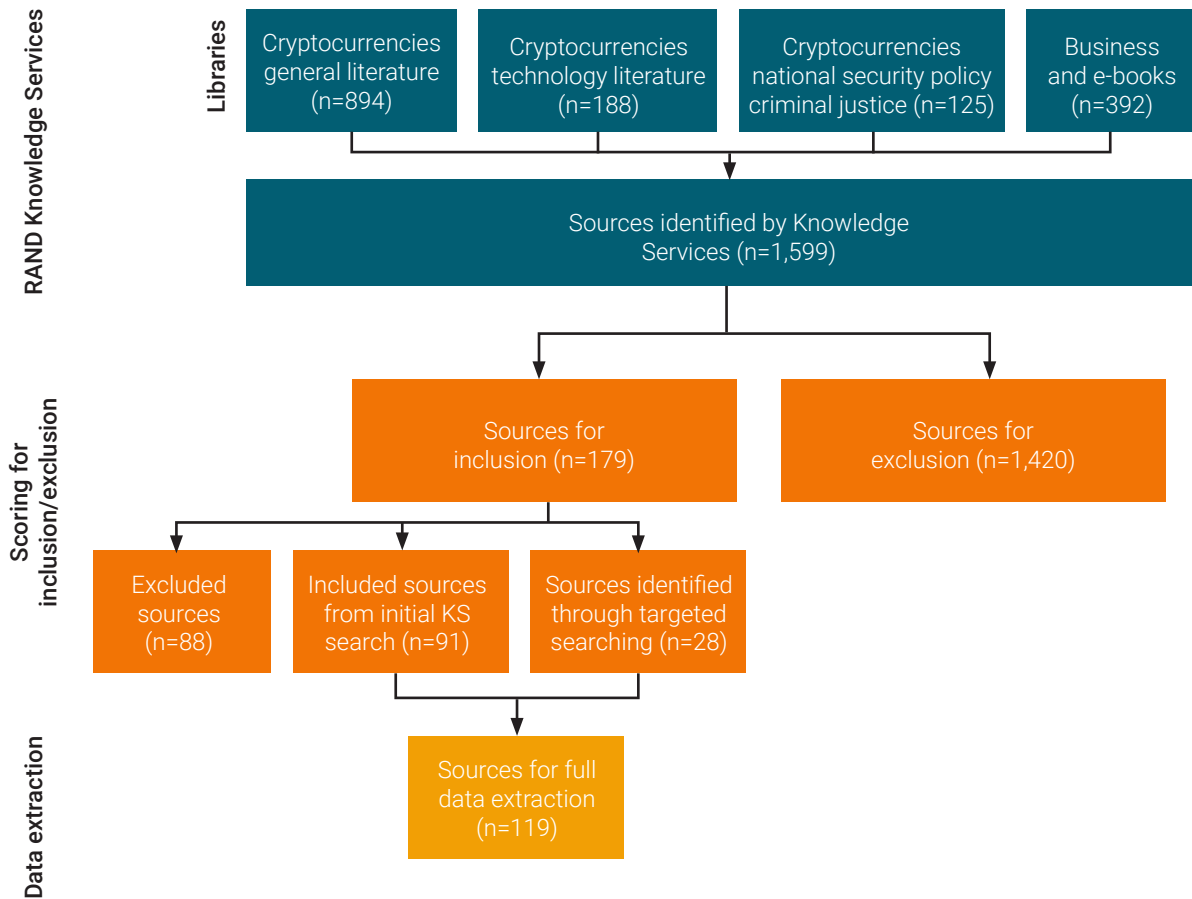 RAND Knowledge Services
Libraries
Cryptocurrencies
general literature
(n=894)
Cryptocurrencies
technology literature
(n=188)
Cryptocurrencies
national security policy
criminal justice (n=125)
Business
and e-books
(n=392)
Sources identified by Knowledge
Services (n=1,599)
Scoring for
inclusion/exclusion
Sources for
inclusion (n=179)
Sources for
exclusion (n=1,420)
Excluded
sources
(n=88)
Included sources
from initial KS
search (n=91)
Sources identified
through targeted
searching (n=28)
Data extraction
Sources for full
data extraction
(n=119)